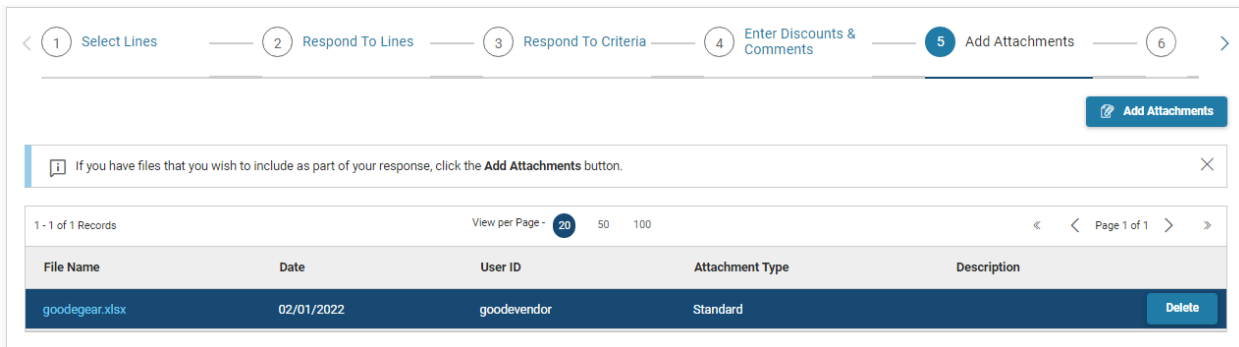 1 Select Lines
2 Respond To Lines
3 Respond To Criteria
4 Enter Discounts &
Comments
5 Add Attachments
6
Add Attachments
If you have files that you wish to include as part of your response, click the Add Attachments button.
1 - 1 of 1 Records View per Page - 20 50 100 « < Page 1 of 1 > »
File Name Date User ID Attachment Type Description
goodegear.xlsx 02/01/2022 goodevendor Standard Delete